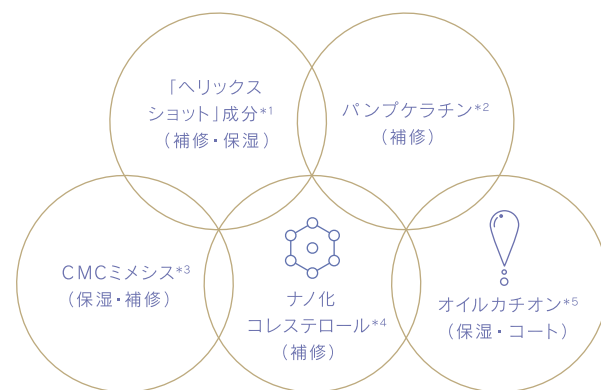 「ヘリックス
ショット」成分*1
（補修・保湿）
パンプケラチン*2
（補修）
CMCミメシス*3
（保湿・補修）
ナノ化
コレステロール*4
（補修）
オイルカチオン*5
（保湿・コート）